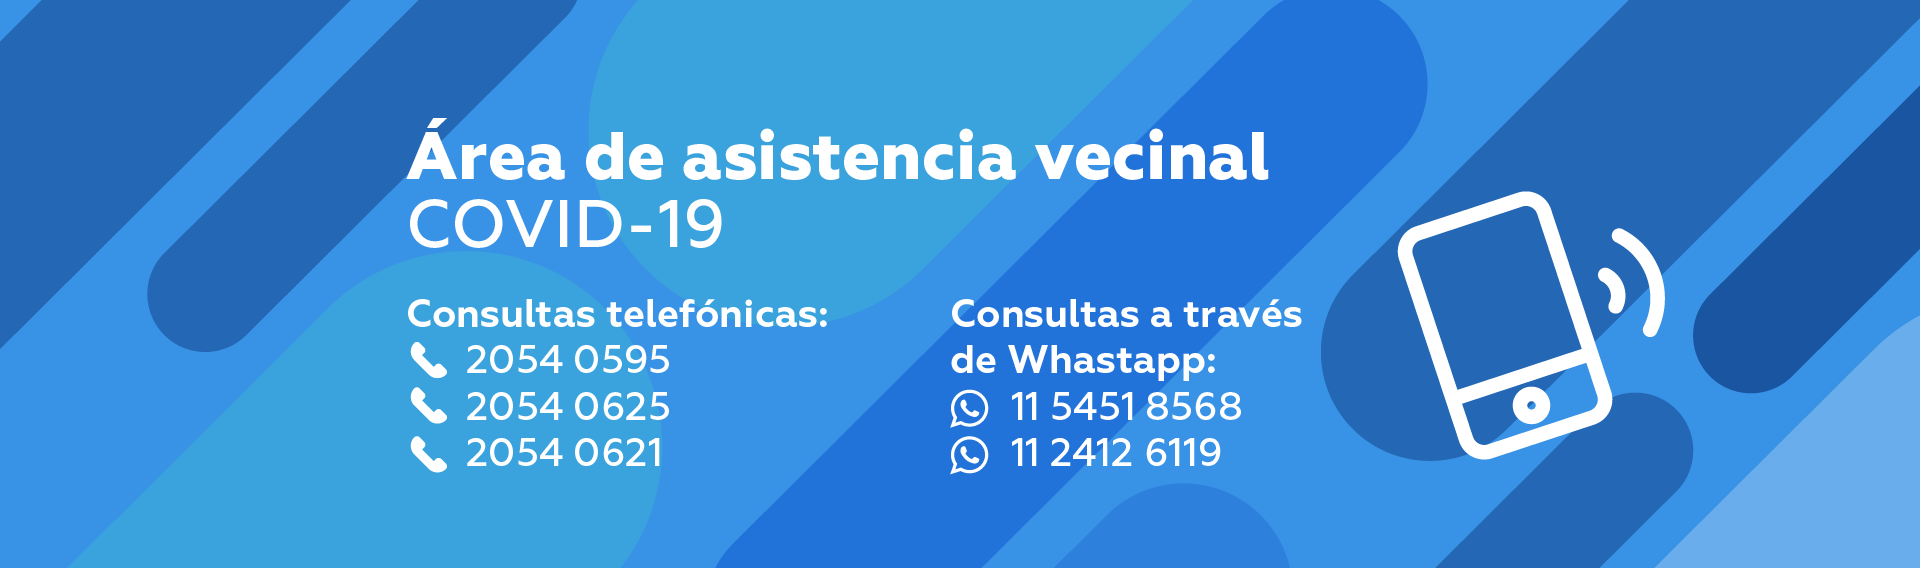 Área de asistencia vecinal
COVID-19
Consultas telefónicas:
2054 0595
2054 0625
2054 0621
Consultas a través
de Whastapp:
11 5451 8568
11 2412 6119